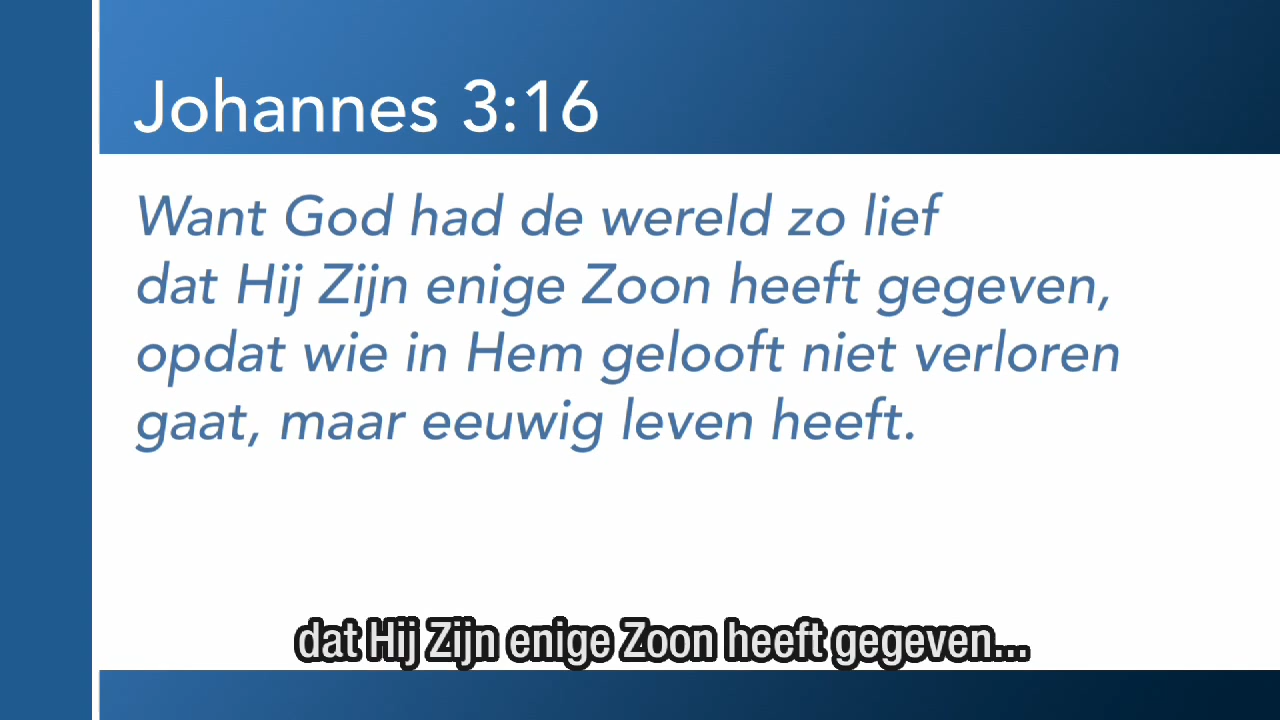 Johannes 3:16
Want God had de wereld zo lief
dat Hij Zijn enige Zoon heeft gegeven,
opdat wie in Hem gelooft niet verloren
gaat, maar eeuwig leven heeft.
dat Hij Zijn enige Zoon heeft gegeven...